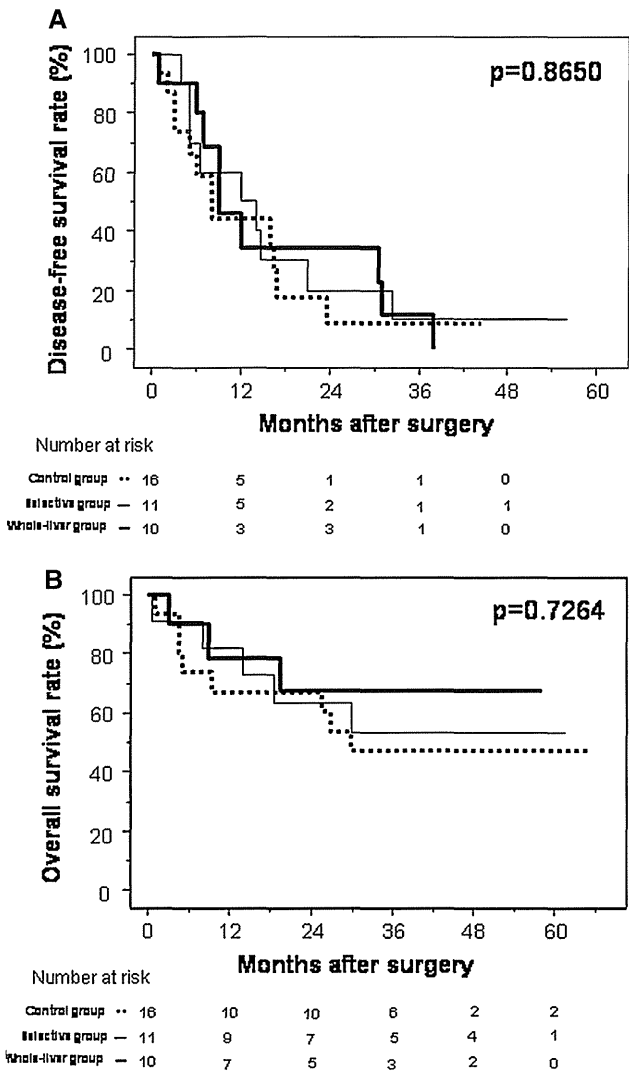 A
Disease-free survival rate (%)
100
80
60
40
20
0
p=0.8650
0 12 24 36 48 60
Months after surgery
Number at risk
Control group 16 5 1 1 0
Selective group 11 5 2 1 1
Whole-liver group 10 3 3 1 0
B
Overall survival rate (%)
100
80
60
40
20
0
p=0.7264
0 12 24 36 48 60
Months after surgery
Number at risk
Control group 16 10 10 6 2 2
Selective group 11 9 7 5 4 1
Whole-liver group 10 7 5 3 2 0